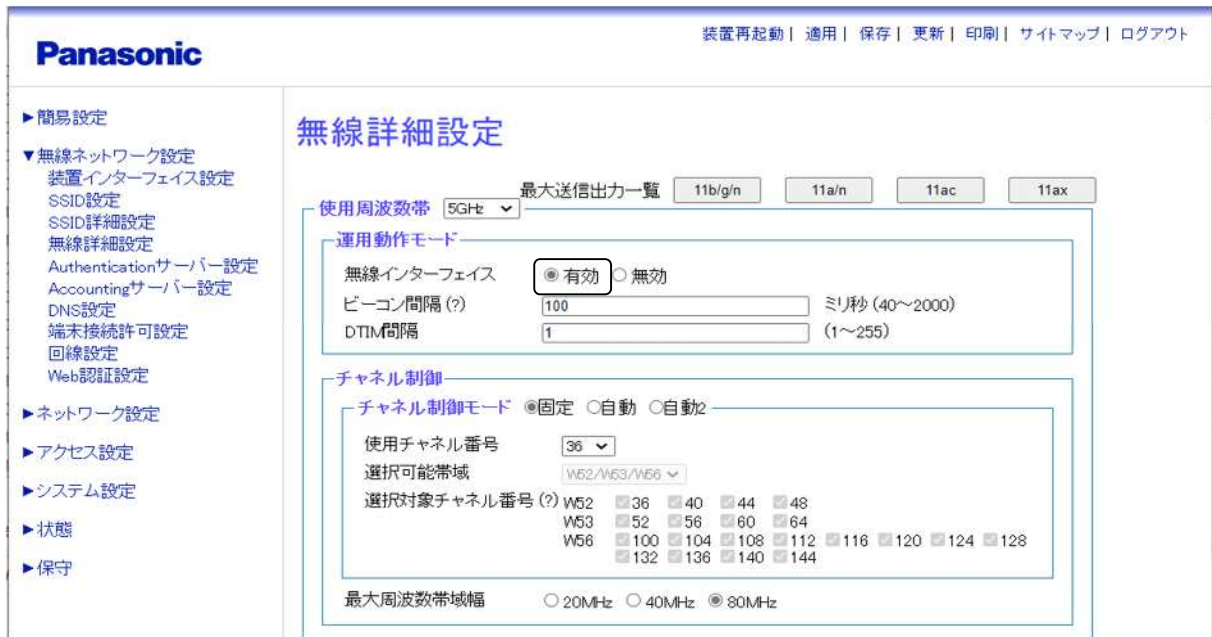 Panasonic
装置再起動| 適用| 保存| 更新| 印刷| サイトマップ| ログアウト
►簡易設定
▼無線ネットワーク設定
装置インターフェイス設定
SSID設定
SSID詳細設定
無線詳細設定
Authenticationサーバー設定
Accountingサーバー設定
DNS設定
端末接続許可設定
回線設定
Web認証設定
►ネットワーク設定
►アクセス設定
►システム設定
►状態
►保守
無線詳細設定
最大送信出力一覧 11b/g/n 11a/n 11ac 11ax
使用周波数帯 5GHz
運用動作モード
無線インターフェイス 有効 無効
ビーコン間隔(?) 100 ミリ秒(40～2000)
DTIM間隔 1 (1～255)
チャネル制御
チャネル制御モード 固定 自動 自動2
使用チャネル番号 36
選択可能帯域 W52/W53/W56
選択対象チャネル番号(?) W52 36 40 44 48
W53 52 56 60 64
W56 100 104 108 112 116 120 124 128
132 136 140 144
最大周波数帯域幅 20MHz 40MHz 80MHz